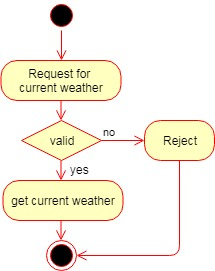 Request for
current weather
valid
no
Reject
yes
get current weather